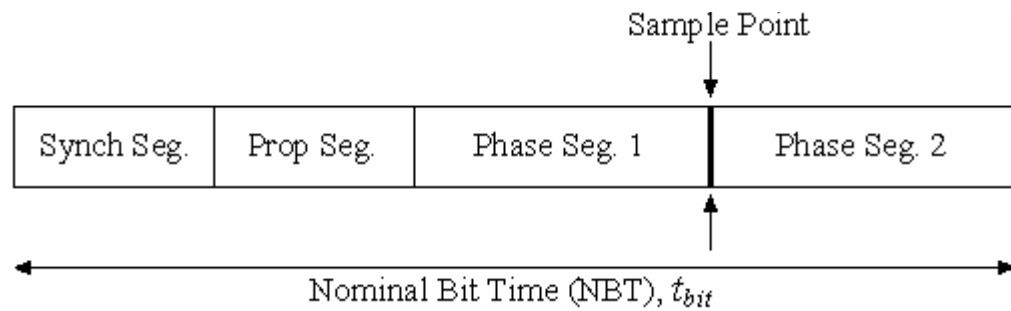 Sample Point
Synch Seg. Prop Seg. Phase Seg. 1 Phase Seg. 2
Nominal Bit Time (NBT), t_bit